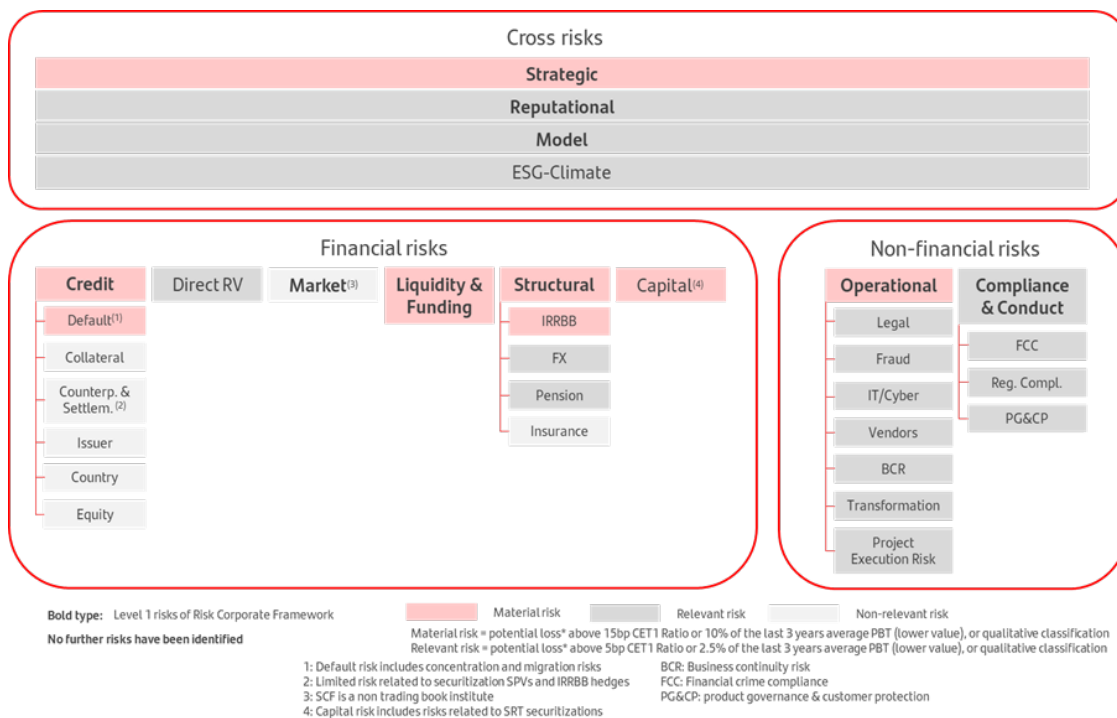 Cross risks
Strategic
Reputational
Model
ESG-Climate
Financial risks
Credit
Default(1)
Collateral
Counterp. &
Settlem. (2)
Issuer
Country
Equity
Direct RV
Market(3)
Liquidity &
Funding
Structural
IRRBB
FX
Pension
Insurance
Capital(4)
Non-financial risks
Operational
Legal
Fraud
IT/Cyber
Vendors
BCR
Transformation
Project
Execution Risk
Compliance
& Conduct
FCC
Reg. Compl.
PG&CP
Bold type: Level 1 risks of Risk Corporate Framework
No further risks have been identified
Material risk
Relevant risk
Non-relevant risk
Material risk = potential loss* above 15bp CET1 Ratio or 10% of the last 3 years average PBT (lower value), or qualitative classification
Relevant risk = potential loss* above 5bp CET1 Ratio or 2.5% of the last 3 years average PBT (lower value), or qualitative classification
1: Default risk includes concentration and migration risks
2: Limited risk related to securitization SPVs and IRRBB hedges
3: SCF is a non trading book institute
4: Capital risk includes risks related to SRT securitizations
BCR: Business continuity risk
FCC: Financial crime compliance
PG&CP: product governance & customer protection